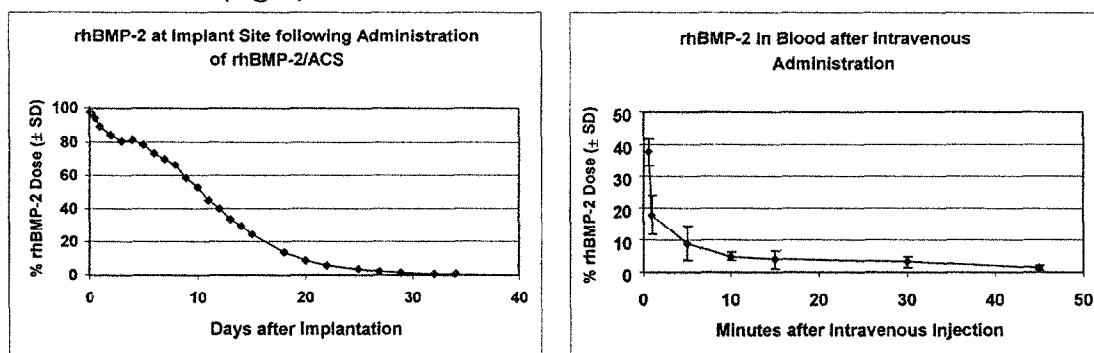 rhBMP-2 at Implant Site following Administration
of rhBMP-2/ACS
% rhBMP-2 Dose (± SD)
100
80
60
40
20
0
0 10 20 30 40
Days after Implantation
rhBMP-2 In Blood after Intravenous
Administration
% rhBMP-2 Dose (± SD)
50
40
30
20
10
0
0 10 20 30 40 50
Minutes after Intravenous Injection